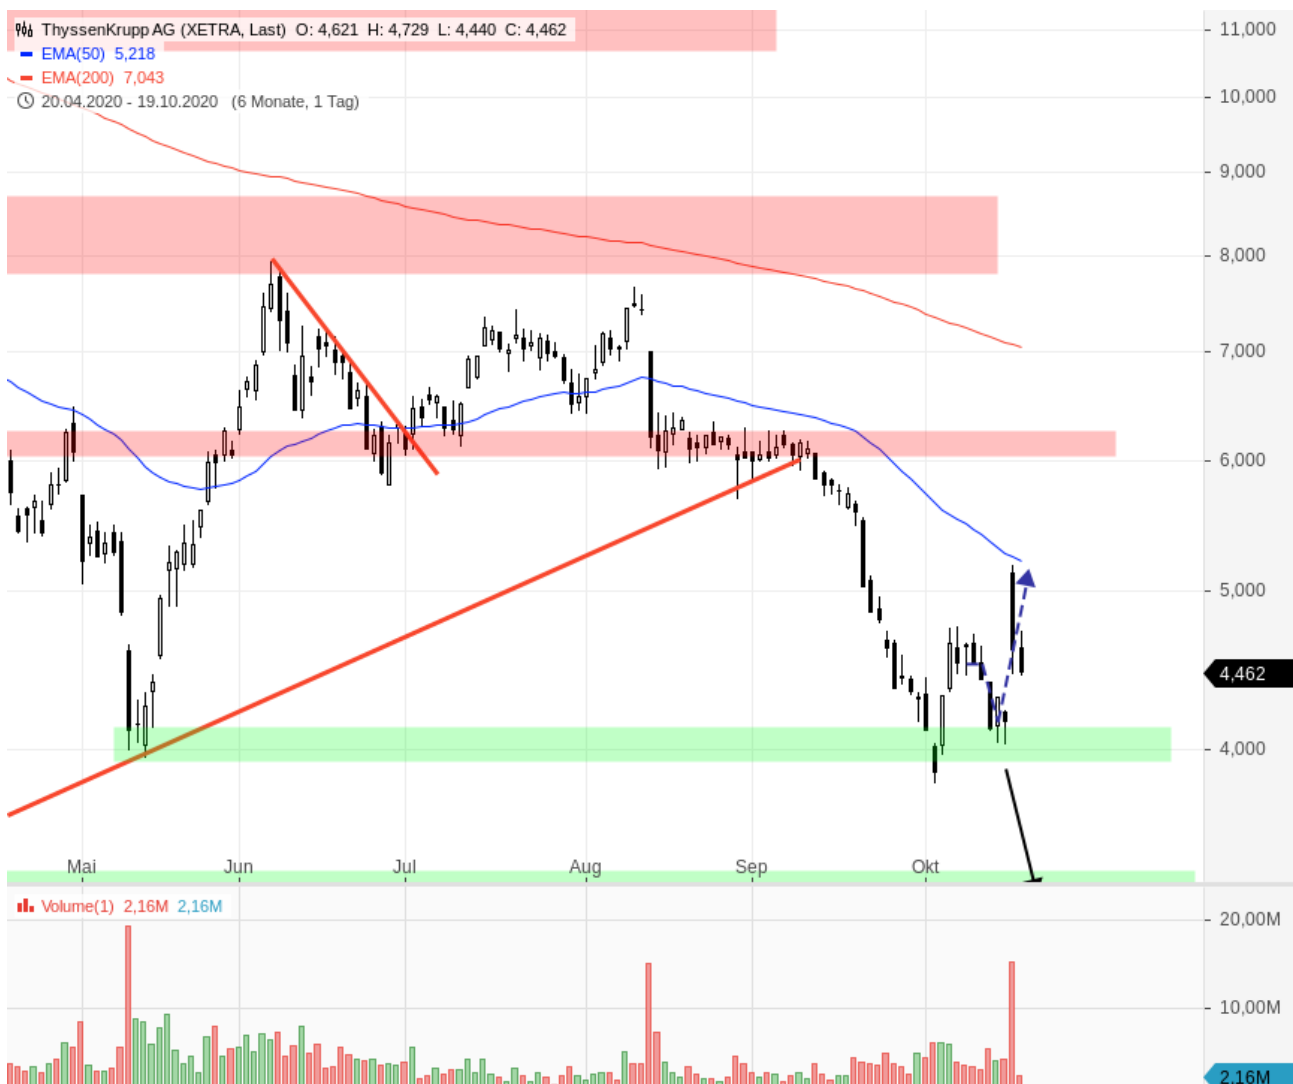 ThyssenKrupp AG (XETRA, Last) O: 4,621 H: 4,729 L: 4,440 C: 4,462
EMA(50) 5,218
EMA(200) 7,043
20.04.2020 - 19.10.2020 (6 Monate, 1 Tag)
11,000
10,000
9,000
8,000
7,000
6,000
5,000
4,462
4,000
Mai Jun Jul Aug Sep Okt
Volume(1) 2,16M 2,16M
20,00M
10,00M
2,16M